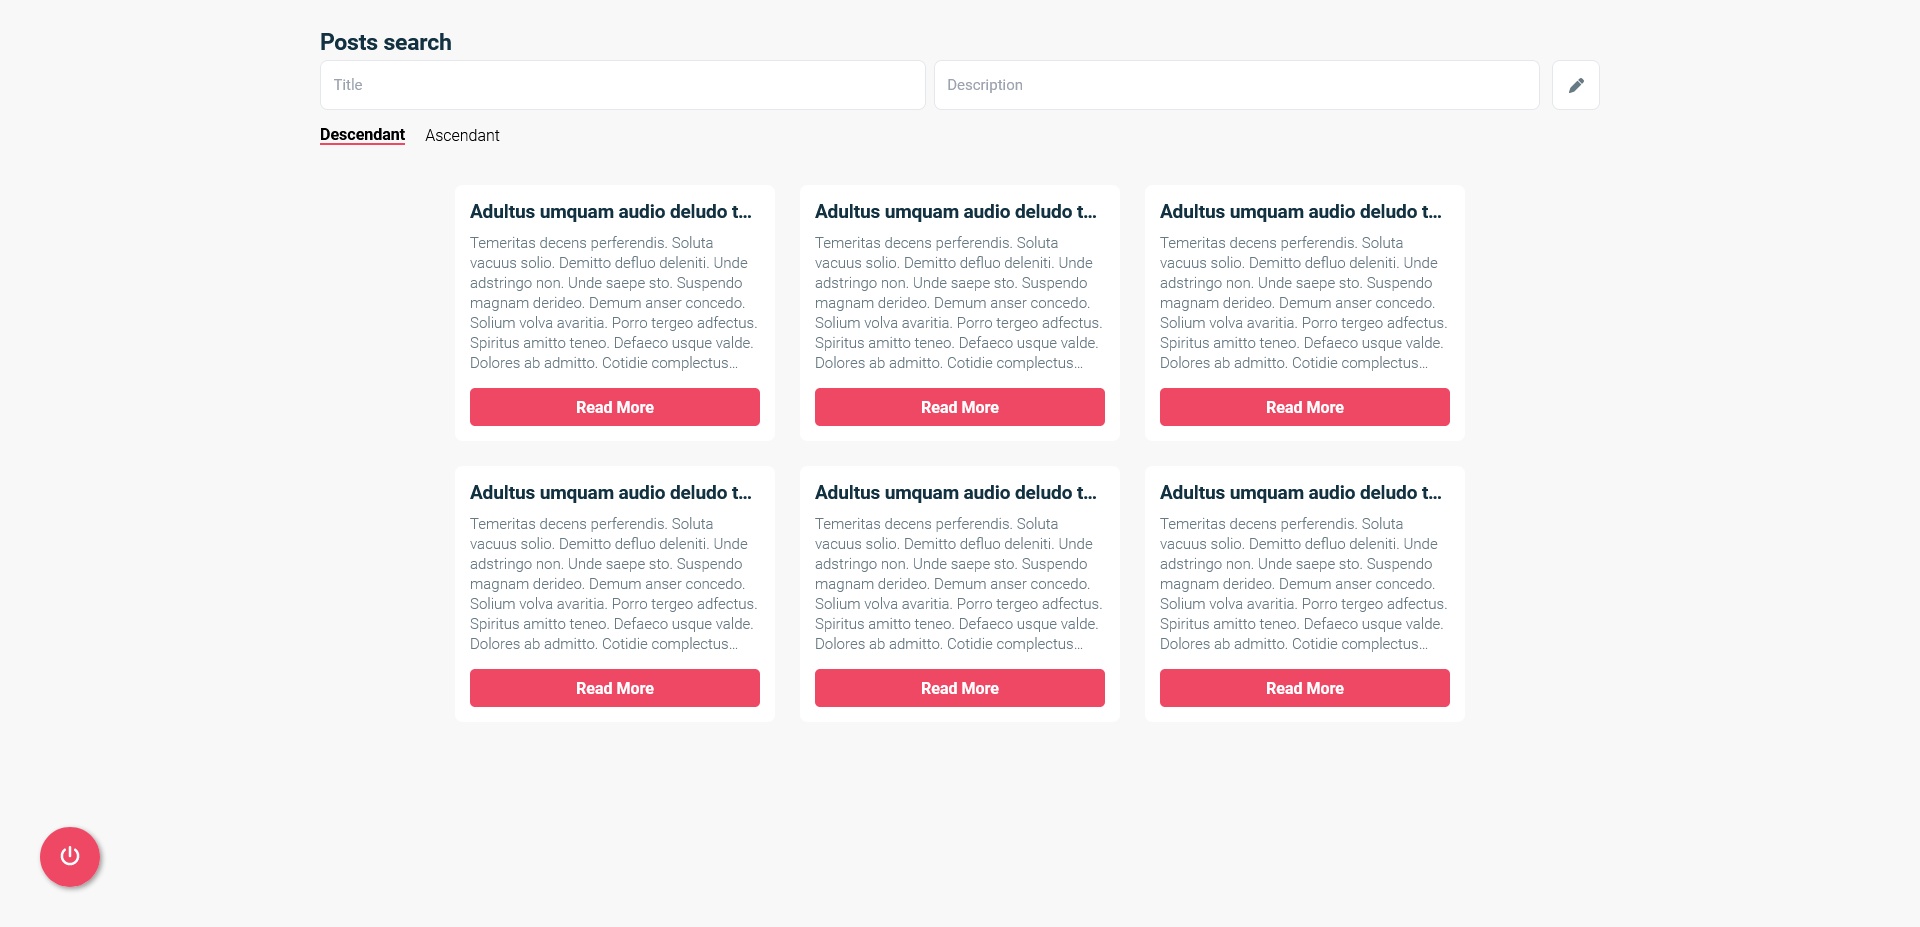 Posts search
Title
Description
Descendant
Ascendant
Adultus umquam audio deludo t...
Temeritas decens perferendis. Soluta
vacuus solio. Demitto defluo deleniti. Unde
adstringo non. Unde saepe sto. Suspendo
magnam derideo. Demum anser concedo.
Solium volva avaritia. Porro tergeo adfectus.
Spiritus amitto teneo. Defaeco usque valde.
Dolores ab admitto. Cotidie complectus...
Read More
Adultus umquam audio deludo t...
Temeritas decens perferendis. Soluta
vacuus solio. Demitto defluo deleniti. Unde
adstringo non. Unde saepe sto. Suspendo
magnam derideo. Demum anser concedo.
Solium volva avaritia. Porro tergeo adfectus.
Spiritus amitto teneo. Defaeco usque valde.
Dolores ab admitto. Cotidie complectus...
Read More
Adultus umquam audio deludo t...
Temeritas decens perferendis. Soluta
vacuus solio. Demitto defluo deleniti. Unde
adstringo non. Unde saepe sto. Suspendo
magnam derideo. Demum anser concedo.
Solium volva avaritia. Porro tergeo adfectus.
Spiritus amitto teneo. Defaeco usque valde.
Dolores ab admitto. Cotidie complectus...
Read More
Adultus umquam audio deludo t...
Temeritas decens perferendis. Soluta
vacuus solio. Demitto defluo deleniti. Unde
adstringo non. Unde saepe sto. Suspendo
magnam derideo. Demum anser concedo.
Solium volva avaritia. Porro tergeo adfectus.
Spiritus amitto teneo. Defaeco usque valde.
Dolores ab admitto. Cotidie complectus...
Read More
Adultus umquam audio deludo t...
Temeritas decens perferendis. Soluta
vacuus solio. Demitto defluo deleniti. Unde
adstringo non. Unde saepe sto. Suspendo
magnam derideo. Demum anser concedo.
Solium volva avaritia. Porro tergeo adfectus.
Spiritus amitto teneo. Defaeco usque valde.
Dolores ab admitto. Cotidie complectus...
Read More
Adultus umquam audio deludo t...
Temeritas decens perferendis. Soluta
vacuus solio. Demitto defluo deleniti. Unde
adstringo non. Unde saepe sto. Suspendo
magnam derideo. Demum anser concedo.
Solium volva avaritia. Porro tergeo adfectus.
Spiritus amitto teneo. Defaeco usque valde.
Dolores ab admitto. Cotidie complectus...
Read More